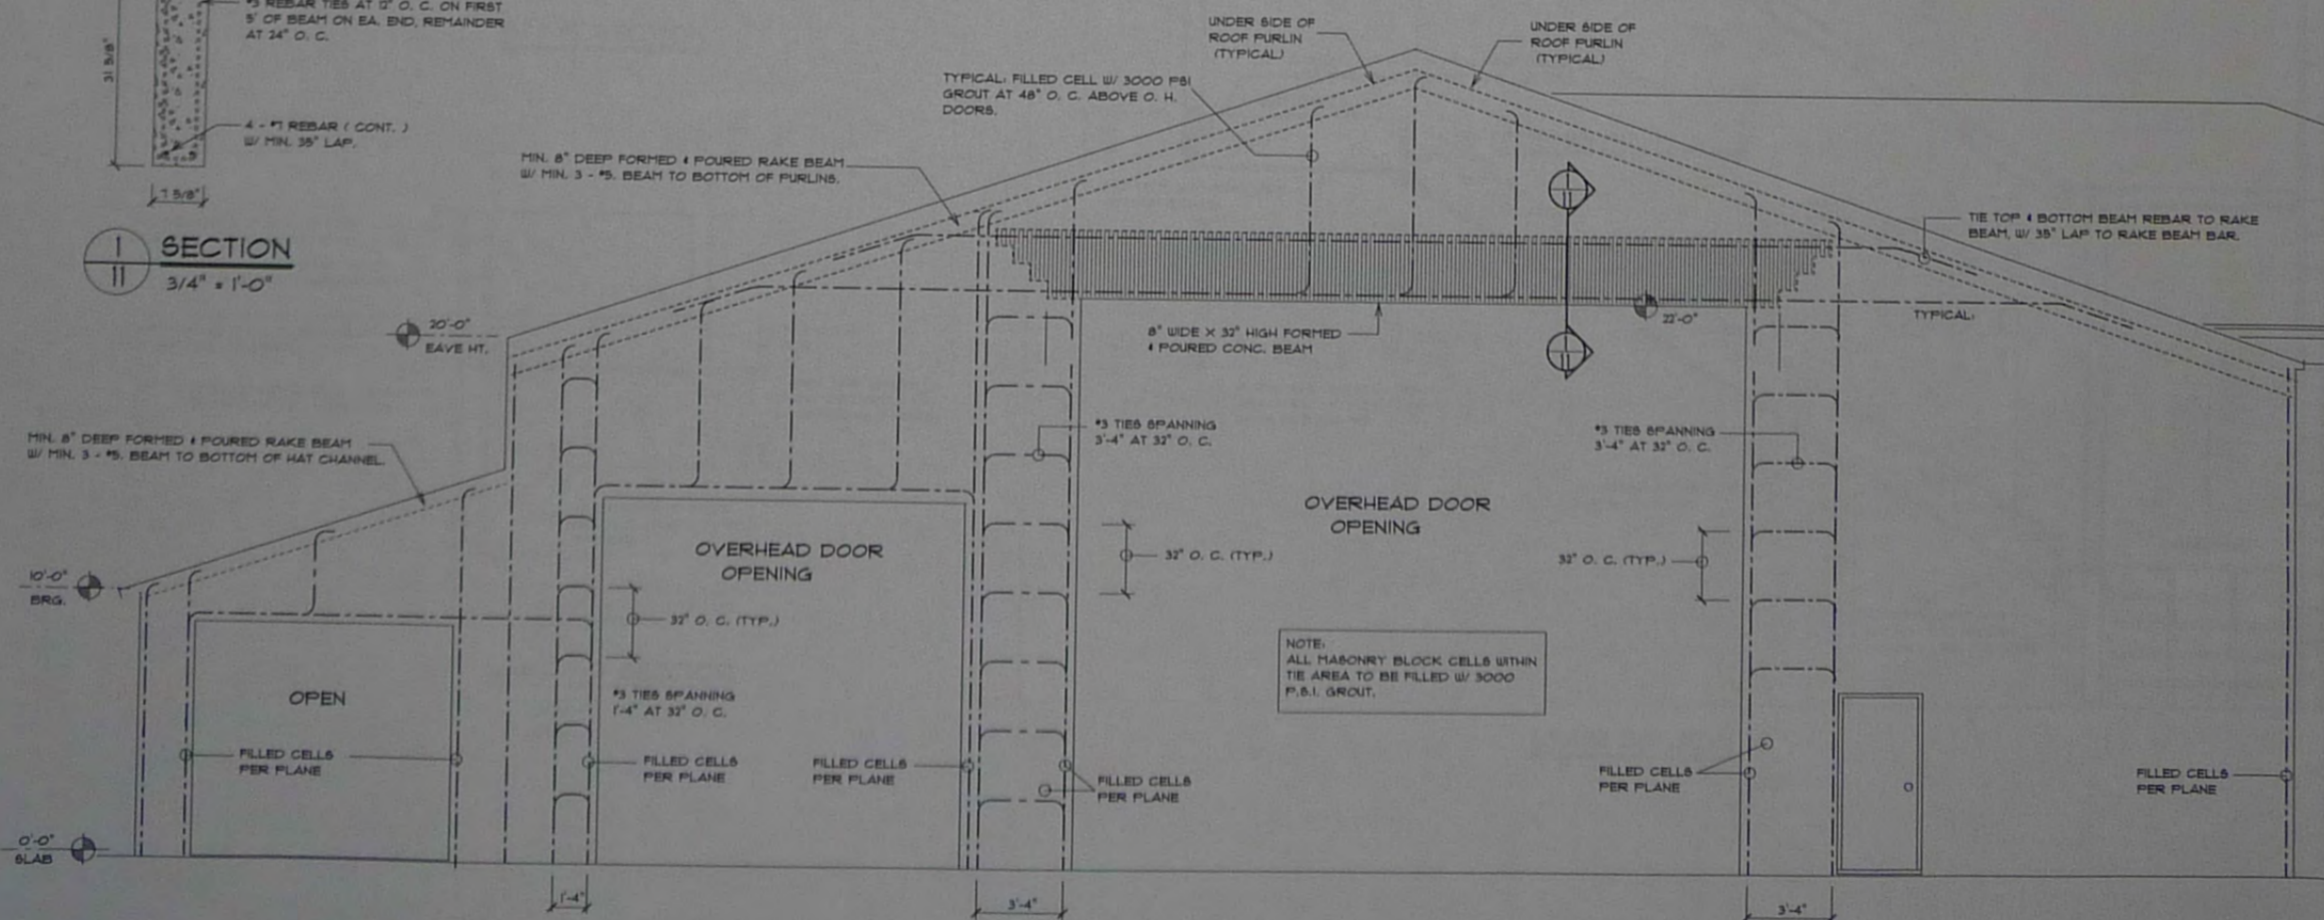 #3 REBAR TIES AT 12" O. C. ON FIRST
5' OF BEAM ON EA. END, REMAINDER
AT 24" O. C.
31 5/8"
4 - #7 REBAR ( CONT. )
W/ MIN. 35" LAP.
7 5/8"
1
11
SECTION
3/4" = 1'-0"
UNDER SIDE OF
ROOF PURLIN
(TYPICAL)
UNDER SIDE OF
ROOF PURLIN
(TYPICAL)
TYPICAL: FILLED CELL W/ 3000 PSI
GROUT AT 48" O. C. ABOVE O. H.
DOORS.
MIN. 8" DEEP FORMED & POURED RAKE BEAM
W/ MIN. 3 - #5. BEAM TO BOTTOM OF PURLINS.
1
11
TIE TOP & BOTTOM BEAM REBAR TO RAKE
BEAM, W/ 35" LAP TO RAKE BEAM BAR.
20'-0"
EAVE HT.
8" WIDE X 32" HIGH FORMED
& POURED CONC. BEAM
22'-0"
TYPICAL:
1
11
MIN. 8" DEEP FORMED & POURED RAKE BEAM
W/ MIN. 3 - #5. BEAM TO BOTTOM OF HAT CHANNEL.
#3 TIES SPANNING
3'-4" AT 32" O. C.
#3 TIES SPANNING
3'-4" AT 32" O. C.
OVERHEAD DOOR
OPENING
OVERHEAD DOOR
OPENING
32" O. C. (TYP.)
32" O. C. (TYP.)
10'-0"
BRG.
32" O. C. (TYP.)
NOTE:
ALL MASONRY BLOCK CELLS WITHIN
TIE AREA TO BE FILLED W/ 3000
P.S.I. GROUT.
OPEN
#3 TIES SPANNING
1'-4" AT 32" O. C.
FILLED CELLS
PER PLANE
FILLED CELLS
PER PLANE
FILLED CELLS
PER PLANE
FILLED CELLS
PER PLANE
FILLED CELLS
PER PLANE
FILLED CELLS
PER PLANE
0'-0"
SLAB
1'-4"
3'-4"
3'-4"